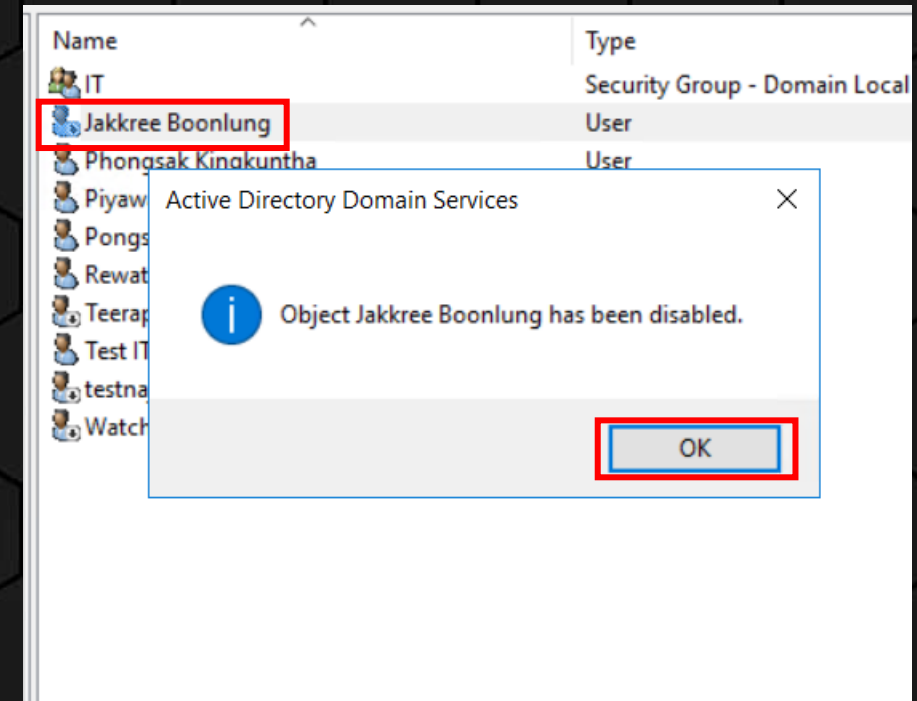 Name Type
IT Security Group - Domain Local
Jakkree Boonlung User
Phongsak Kingkuntha User
Active Directory Domain Services
Object Jakkree Boonlung has been disabled.
Test IT
OK